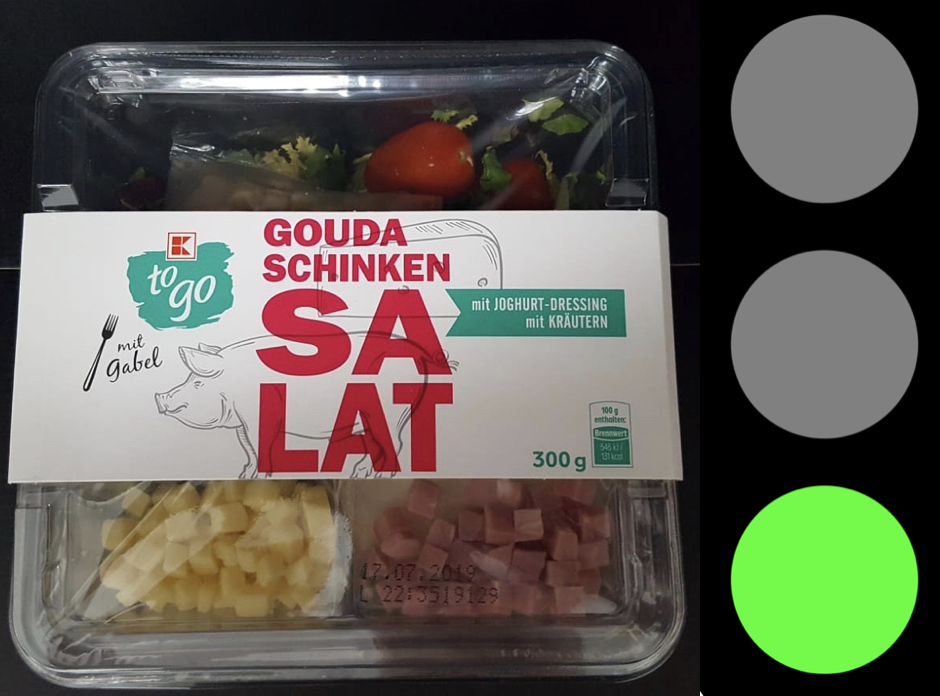 K
to
go
mit
Gabel
GOUDA
SCHINKEN
SA
LAT
mit JOGHURT-DRESSING
mit KRÄUTERN
300 g
100 g
enthalten:
Brennwert
546 kJ /
131 kcal
17.07.2019
L 22:3519129